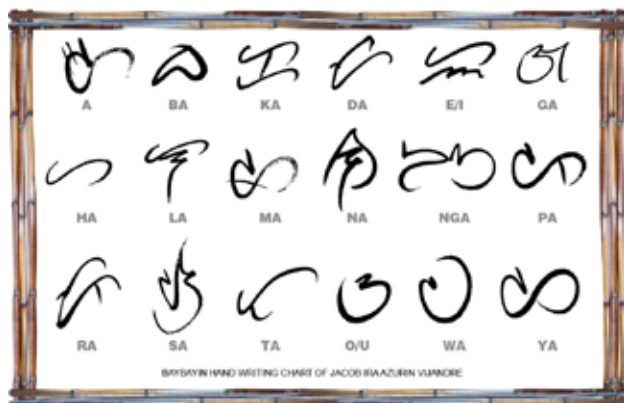 ᜀ ᜊ ᜃ ᜇ ᜁ ᜄ
A BA KA DA E/I GA
ᜑ ᜎ ᜋ ᜈ ᜅ ᜉ
HA LA MA NA NGA PA
ᜍ ᜐ ᜆ ᜂ ᜏ ᜌ
RA SA TA O/U WA YA
BAYBAYIN HAND WRITING CHART OF JACOB IRA AZURIN VIJANDRE